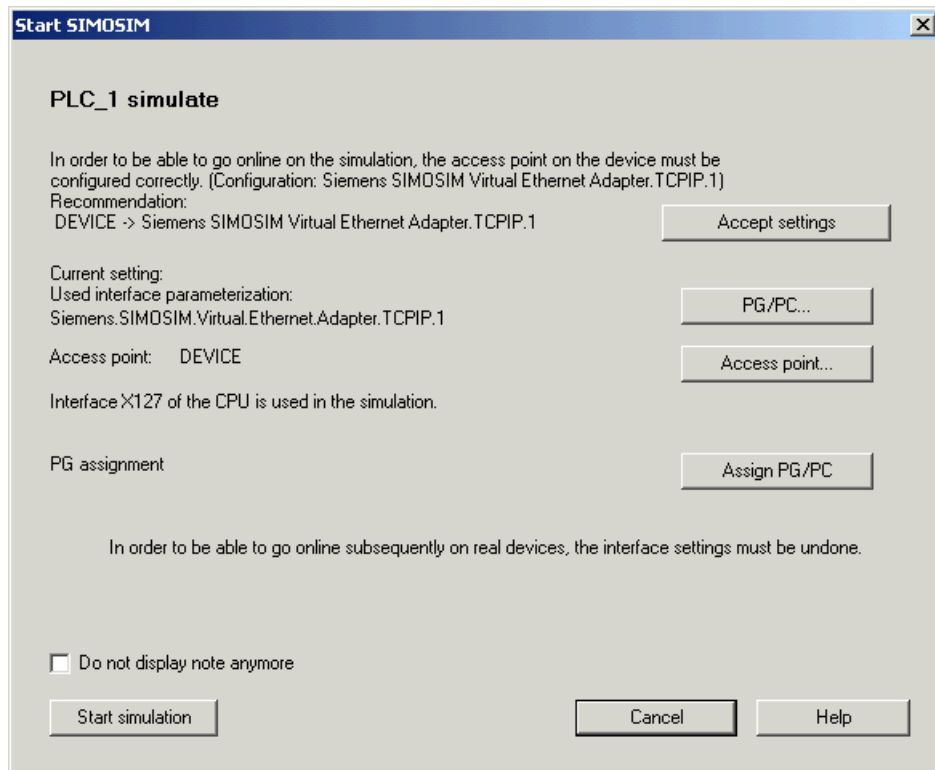 Start SIMOSIM
PLC_1 simulate
In order to be able to go online on the simulation, the access point on the device must be
configured correctly. (Configuration: Siemens SIMOSIM Virtual Ethernet Adapter.TCPIP.1)
Recommendation:
DEVICE -> Siemens SIMOSIM Virtual Ethernet Adapter.TCPIP.1
Accept settings
Current setting:
Used interface parameterization:
Siemens.SIMOSIM.Virtual.Ethernet.Adapter.TCPIP.1
PG/PC...
Access point: DEVICE
Access point...
Interface X127 of the CPU is used in the simulation.
PG assignment
Assign PG/PC
In order to be able to go online subsequently on real devices, the interface settings must be undone.
Do not display note anymore
Start simulation
Cancel
Help